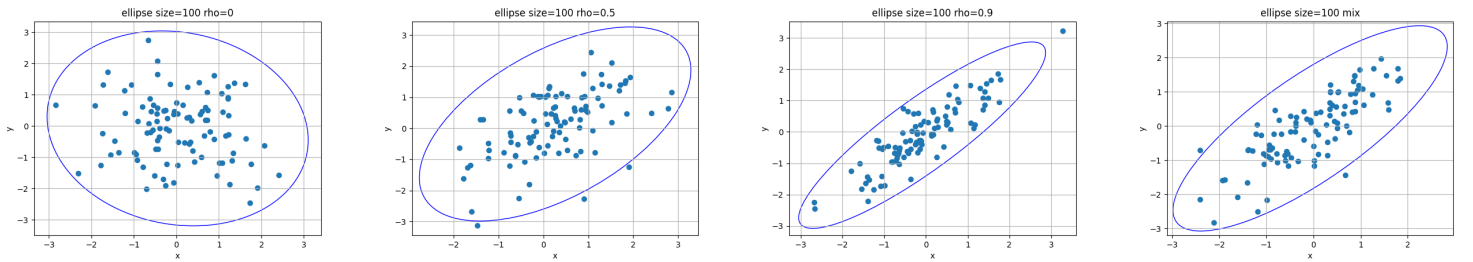 ellipse size=100 rho=0
3
2
1
0
−1
−2
−3
y
−3 −2 −1 0 1 2 3
x
ellipse size=100 rho=0.5
3
2
1
0
−1
−2
−3
y
−2 −1 0 1 2 3
x
ellipse size=100 rho=0.9
3
2
1
0
−1
−2
−3
y
−3 −2 −1 0 1 2 3
x
ellipse size=100 mix
3
2
1
0
−1
−2
−3
y
−3 −2 −1 0 1 2
x